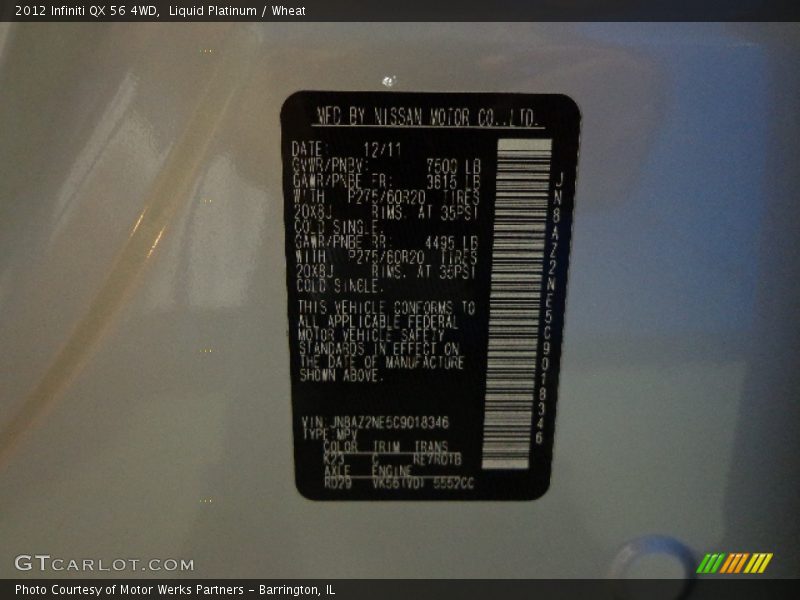 2012 Infiniti QX 56 4WD,  Liquid Platinum / Wheat
MFD BY NISSAN MOTOR CO.,LTD.
DATE: 12/11
GVWR/PNBV: 7500 LB
GAWR/PNBE FR: 3615 LB
WITH P275/60R20 TIRES
20X8J RIMS. AT 35PSI
COLD SINGLE.
GAWR/PNBE RR: 4495 LB
WITH P275/60R20 TIRES
20X8J RIMS. AT 35PSI
COLD SINGLE.
THIS VEHICLE CONFORMS TO
ALL APPLICABLE FEDERAL
MOTOR VEHICLE SAFETY
STANDARDS IN EFFECT ON
THE DATE OF MANUFACTURE
SHOWN ABOVE.
VIN: JN8AZ2NE5C9018346
TYPE: MPV
COLOR TRIM TRANS
K23 C RE7R01B
AXLE ENGINE
RD29 VK56(VD) 5552CC
JN8AZ2NE5C9018346
GTCARLOT.COM
Photo Courtesy of Motor Werks Partners - Barrington, IL